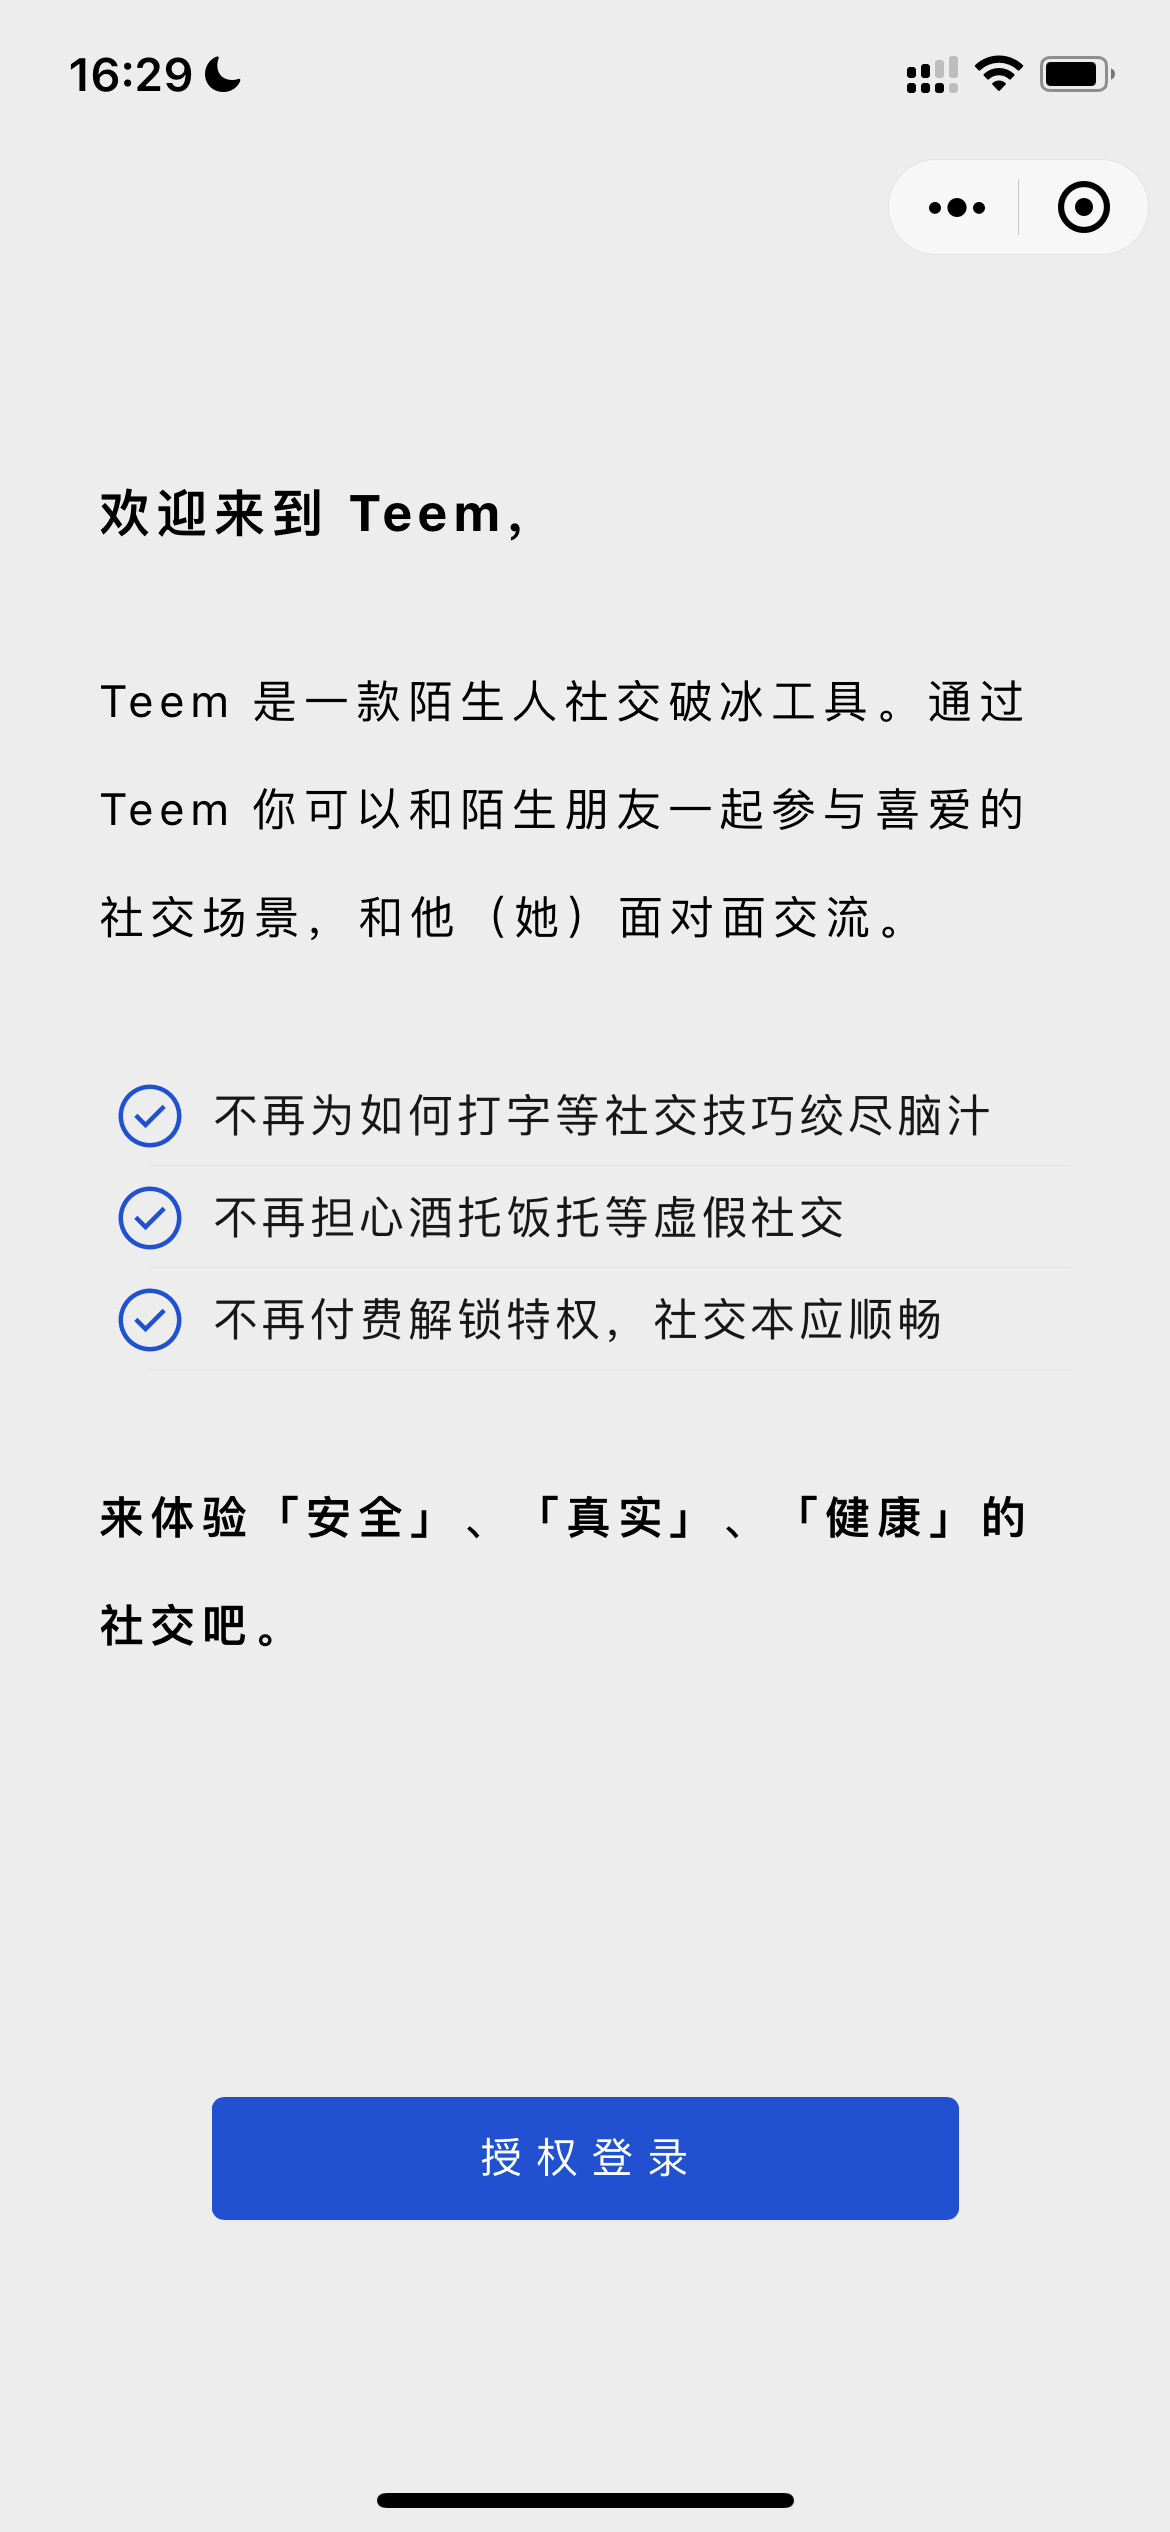 16:29
欢迎来到 Teem，
Teem 是一款陌生人社交破冰工具。通过
Teem 你可以和陌生朋友一起参与喜爱的
社交场景，和他（她）面对面交流。
不再为如何打字等社交技巧绞尽脑汁
不再担心酒托饭托等虚假社交
不再付费解锁特权，社交本应顺畅
来体验「安全」、「真实」、「健康」的
社交吧。
授权登录